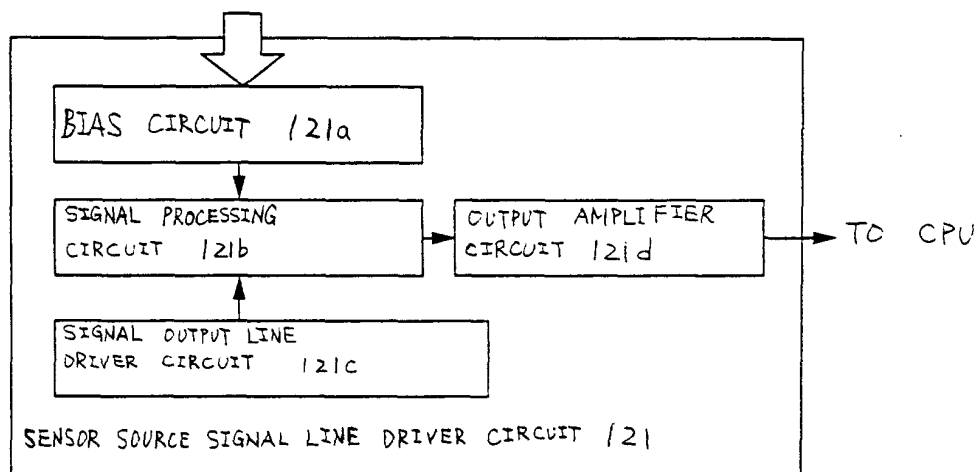 BIAS CIRCUIT 121a
SIGNAL PROCESSING
CIRCUIT 121b
OUTPUT AMPLIFIER
CIRCUIT 121d
TO CPU
SIGNAL OUTPUT LINE
DRIVER CIRCUIT 121c
SENSOR SOURCE SIGNAL LINE DRIVER CIRCUIT 121